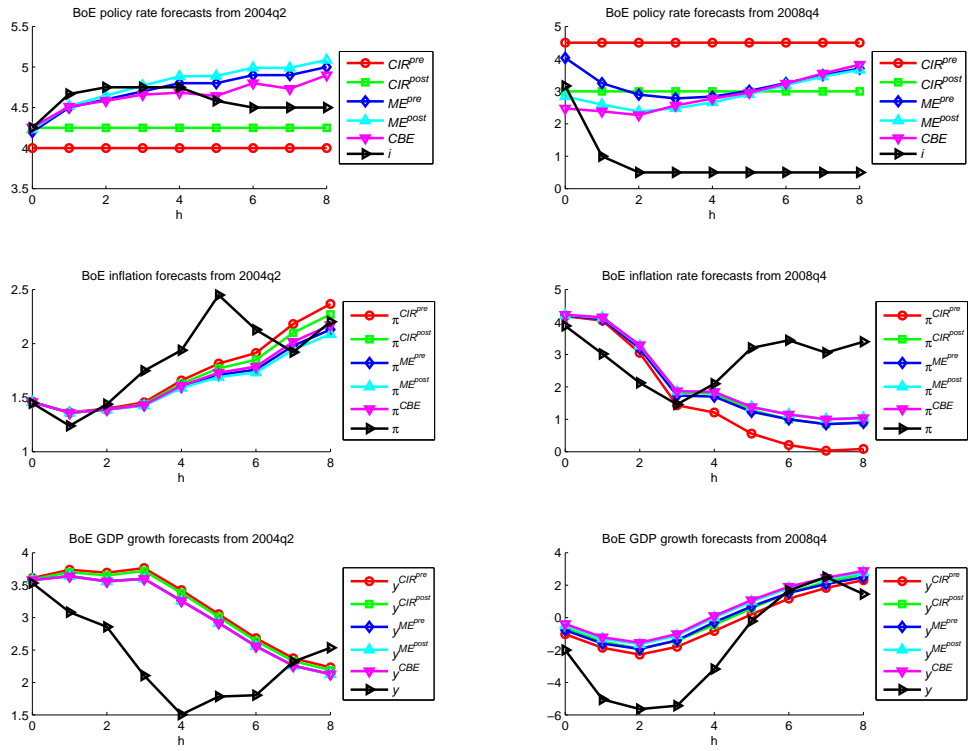 BoE policy rate forecasts from 2004q2
5.5
5
4.5
4
3.5
0 2 4 6 8
h
CIR^pre
CIR^post
ME^pre
ME^post
CBE
i
BoE policy rate forecasts from 2008q4
5
4
3
2
1
0
0 2 4 6 8
h
CIR^pre
CIR^post
ME^pre
ME^post
CBE
i
BoE inflation forecasts from 2004q2
2.5
2
1.5
1
0 2 4 6 8
h
π^CIR^pre
π^CIR^post
π^ME^pre
π^ME^post
π^CBE
π
BoE inflation rate forecasts from 2008q4
5
4
3
2
1
0
0 2 4 6 8
h
π^CIR^pre
π^CIR^post
π^ME^pre
π^ME^post
π^CBE
π
BoE GDP growth forecasts from 2004q2
4
3.5
3
2.5
2
1.5
0 2 4 6 8
h
y^CIR^pre
y^CIR^post
y^ME^pre
y^ME^post
y^CBE
y
BoE GDP growth forecasts from 2008q4
4
2
0
−2
−4
−6
0 2 4 6 8
h
y^CIR^pre
y^CIR^post
y^ME^pre
y^ME^post
y^CBE
y